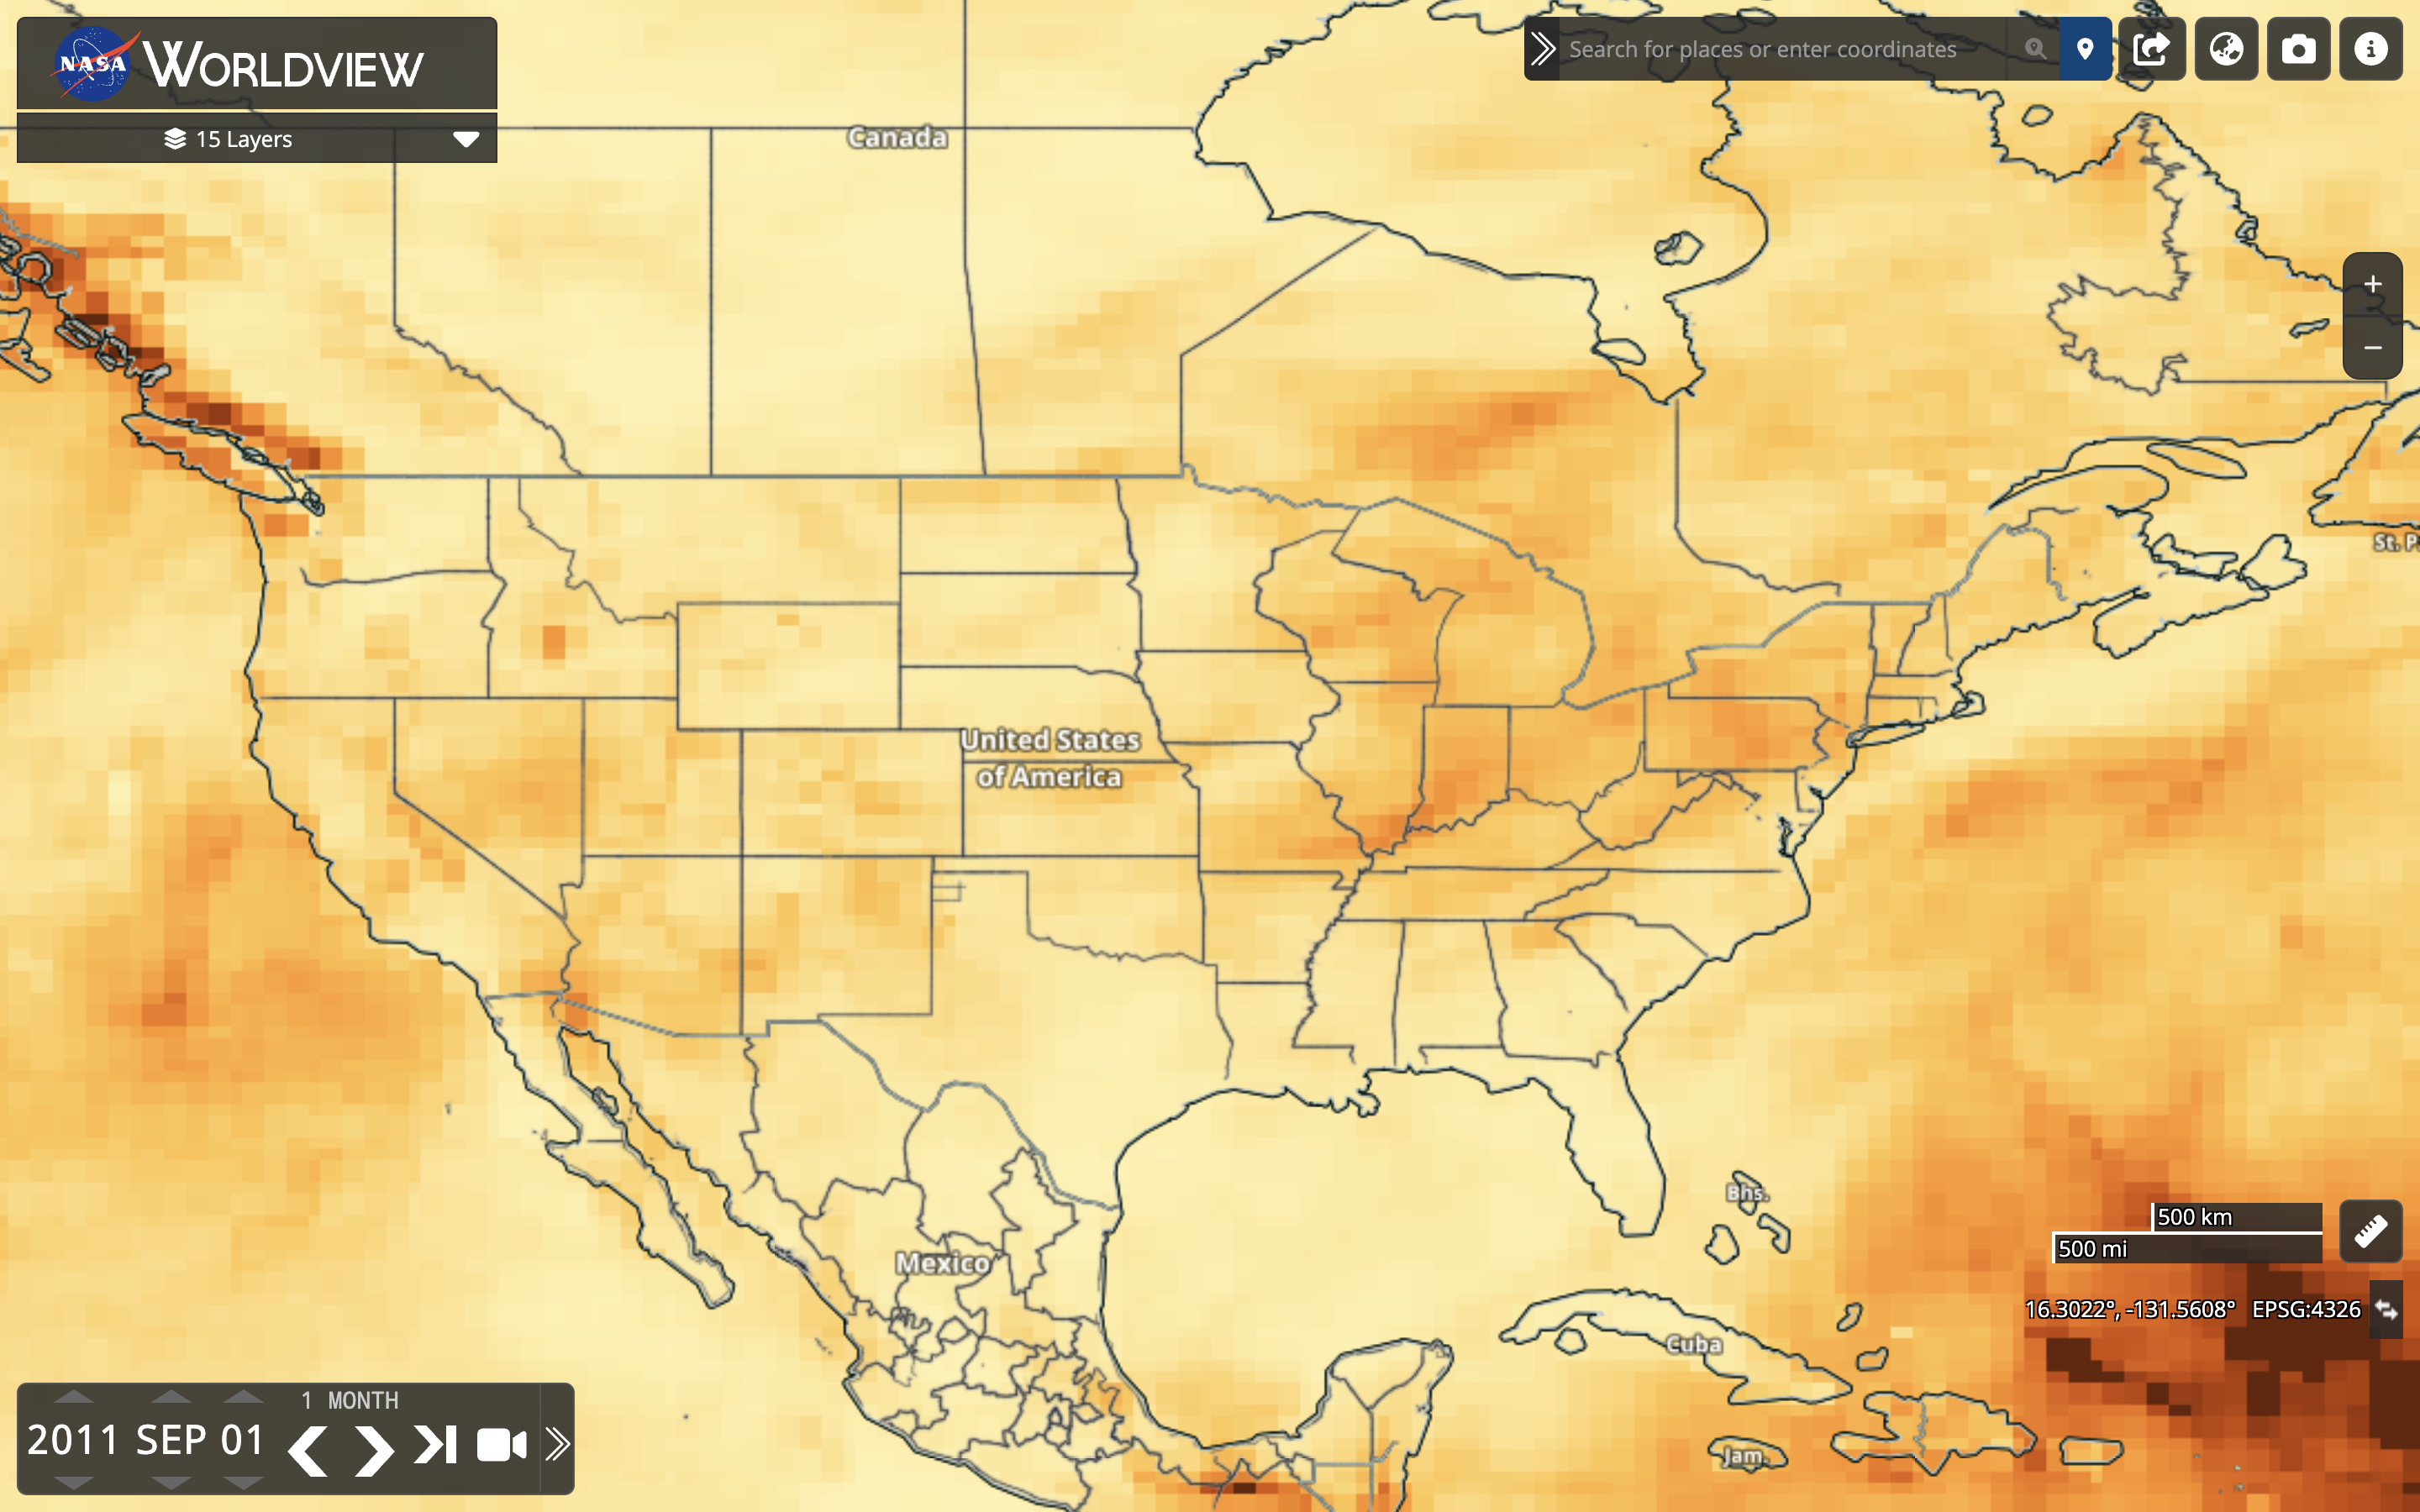 NASA WORLDVIEW
15 Layers
Search for places or enter coordinates
Canada
St. P
United States
of America
Bhs.
500 km
500 mi
Mexico
16.3022°, -131.5608° EPSG:4326
Cuba
Jam.
1 MONTH
2011 SEP 01